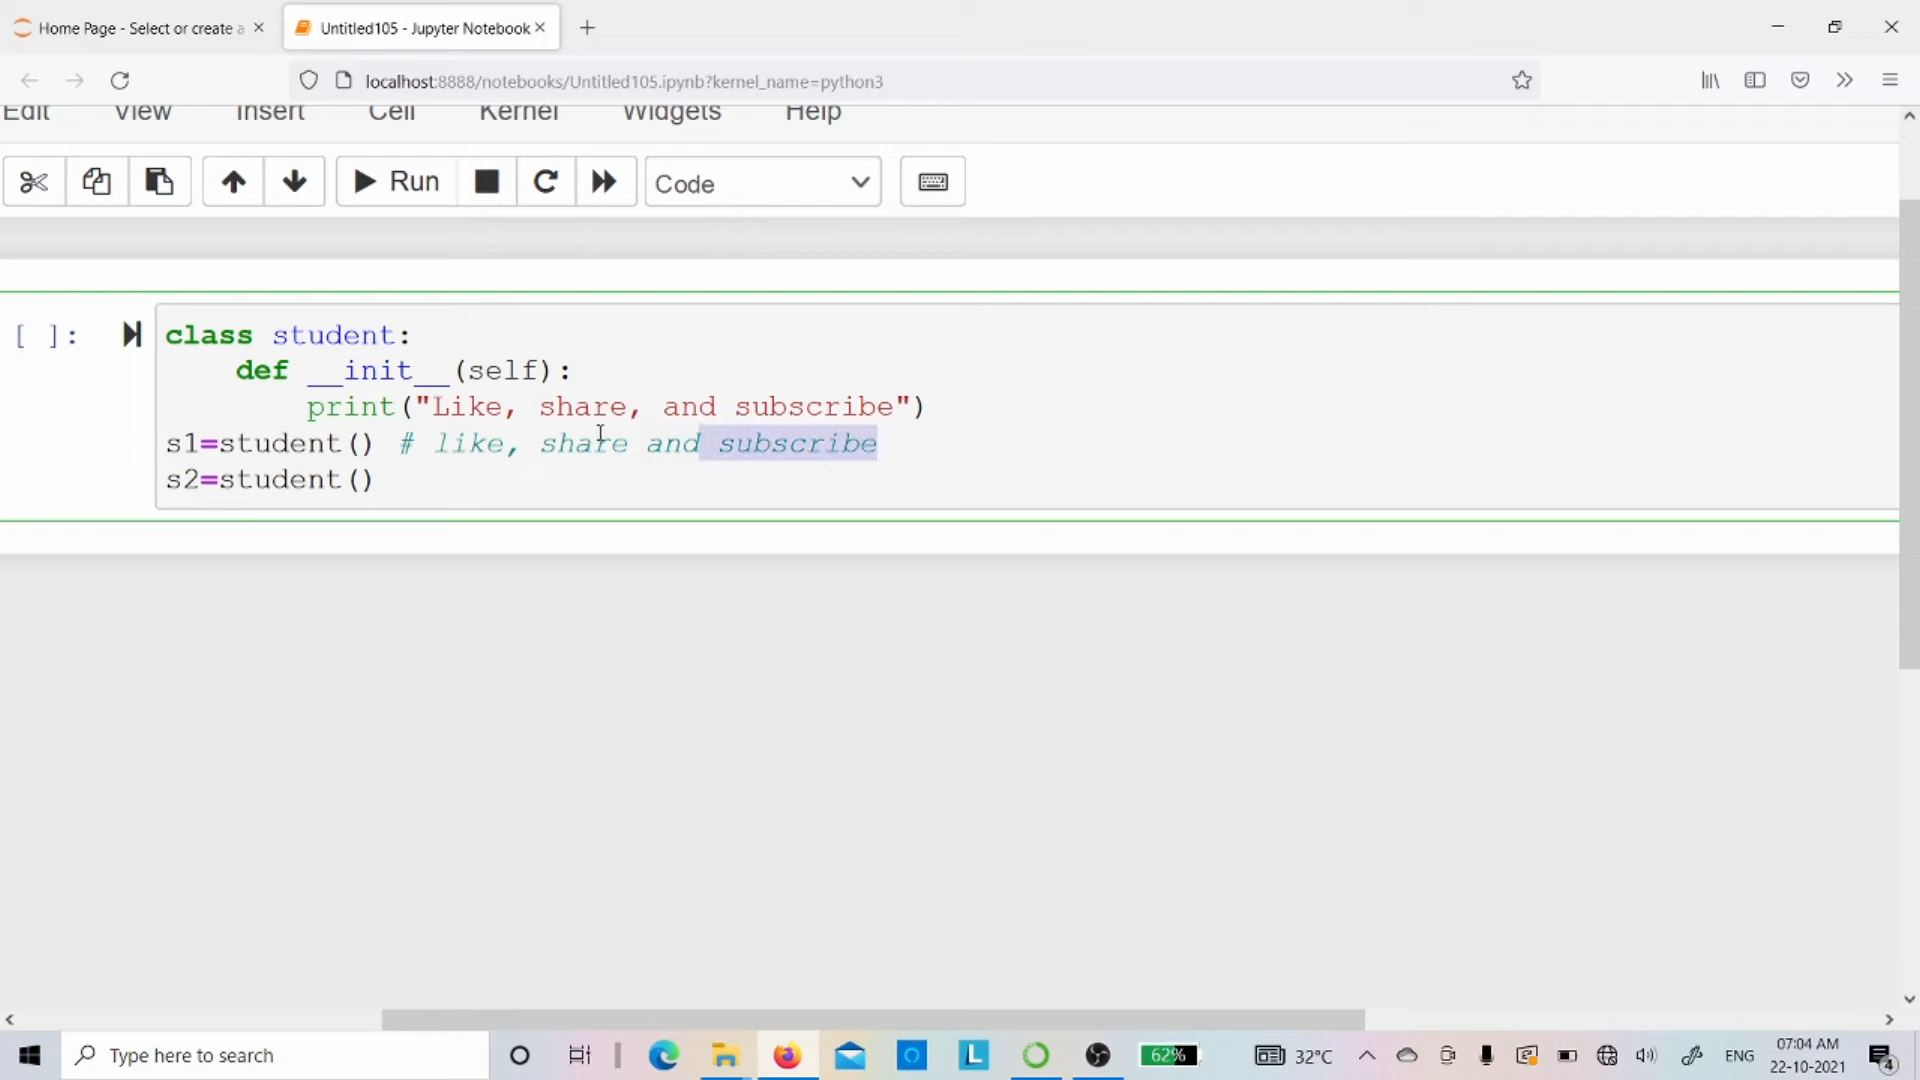 Home Page - Select or create a
Untitled105 - Jupyter Notebook
localhost:8888/notebooks/Untitled105.ipynb?kernel_name=python3
Edit View Insert Cell Kernel Widgets Help
Run Code
[ ]: class student:
def __init__(self):
print("Like, share, and subscribe")
s1=student() # like, share and subscribe
s2=student()
Type here to search
62%
32°C
ENG
07:04 AM
22-10-2021
4